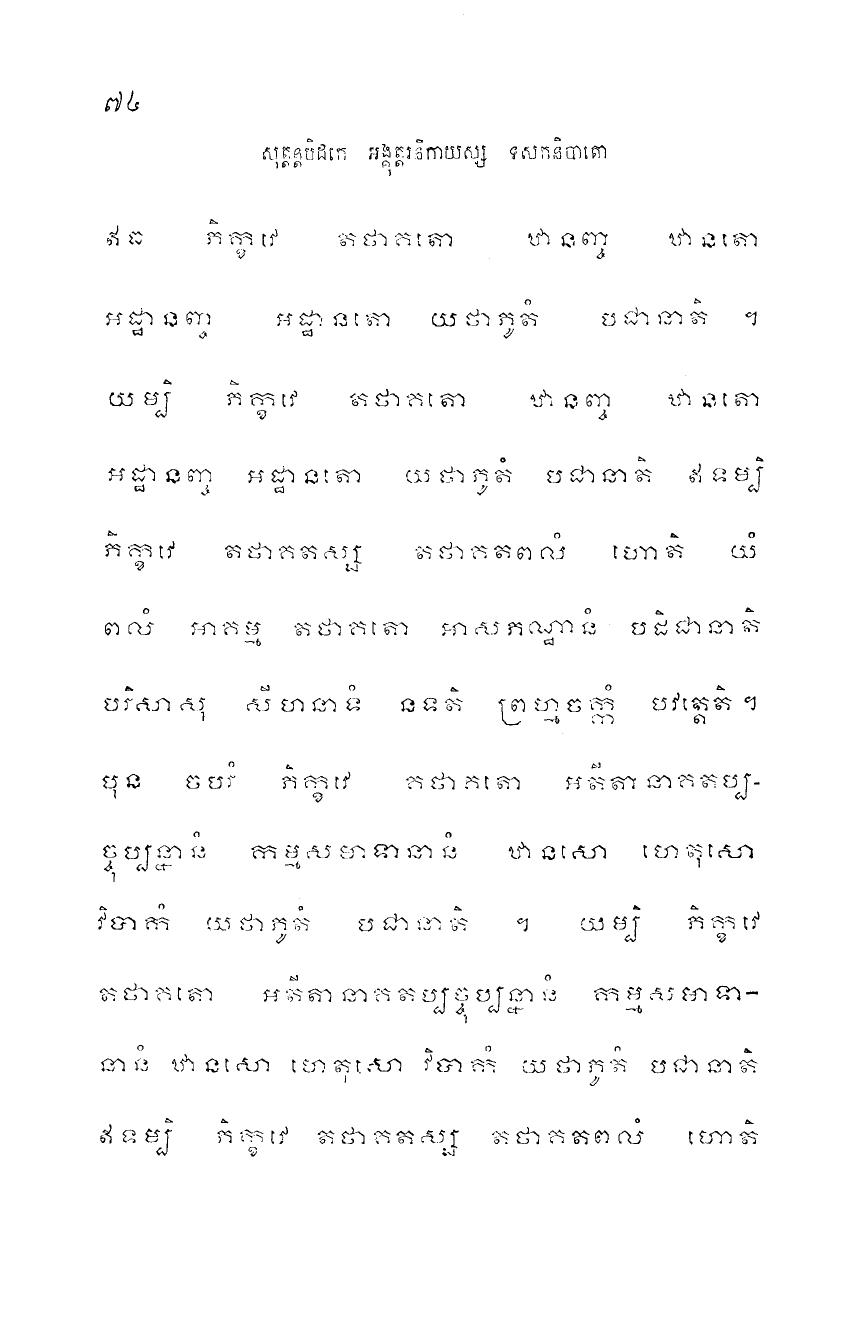 ៧៤
សុត្តន្តបិដកេ អង្គុត្តរនិកាយស្ស ទសកនិបាតោ
ឥធ ភិក្ខវេ តថាគតោ ឋានញ្ច ឋានតោ
អដ្ឋានញ្ច អដ្ឋានតោ យថាភូតំ បជានាតិ ។
យម្បិ ភិក្ខវេ តថាគតោ ឋានញ្ច ឋានតោ
អដ្ឋានញ្ច អដ្ឋានតោ យថាភូតំ បជានាតិ ឥទម្បិ
ភិក្ខវេ តថាគតស្ស តថាគតពលំ ហោតិ យំ
ពលំ អាគម្ម តថាគតោ អាសភណ្ឋានំ បដិជានាតិ
បរិសាសុ សីហនាទំ នទតិ ព្រហ្មចក្កំ បវត្តេតិ ។
បុន ចបរំ ភិក្ខវេ តថាគតោ អតីតានាគតប្ប-
ច្ចុប្បន្នានំ កម្មសមាទានានំ ឋានសោ ហេតុសោ
វិបាកំ យថាភូតំ បជានាតិ ។ យម្បិ ភិក្ខវេ
តថាគតោ អតីតានាគតប្បច្ចុប្បន្នានំ កម្មសមាទា-
នានំ ឋានសោ ហេតុសោ វិបាកំ យថាភូតំ បជានាតិ
ឥទម្បិ ភិក្ខវេ តថាគតស្ស តថាគតពលំ ហោតិ